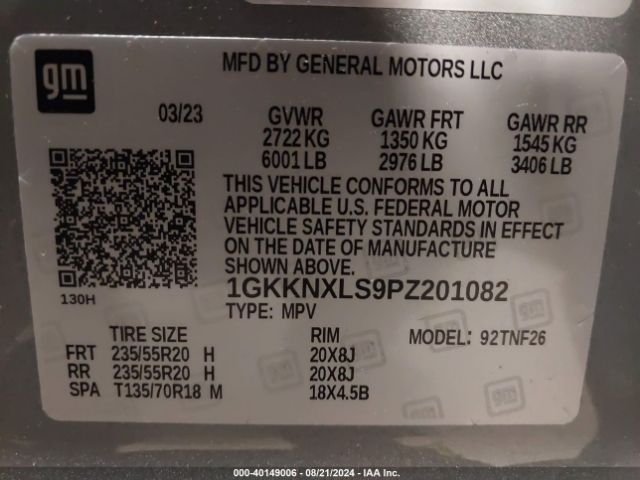 gm
MFD BY GENERAL MOTORS LLC
03/23
GVWR GAWR FRT GAWR RR
2722 KG 1350 KG 1545 KG
6001 LB 2976 LB 3406 LB
THIS VEHICLE CONFORMS TO ALL
APPLICABLE U.S. FEDERAL MOTOR
VEHICLE SAFETY STANDARDS IN EFFECT
ON THE DATE OF MANUFACTURE
SHOWN ABOVE.
130H
1GKKNXLS9PZ201082
TYPE: MPV
TIRE SIZE RIM MODEL: 92TNF26
FRT 235/55R20 H 20X8J
RR 235/55R20 H 20X8J
SPA T135/70R18 M 18X4.5B
000-40149006 - 08/21/2024 - IAA Inc.